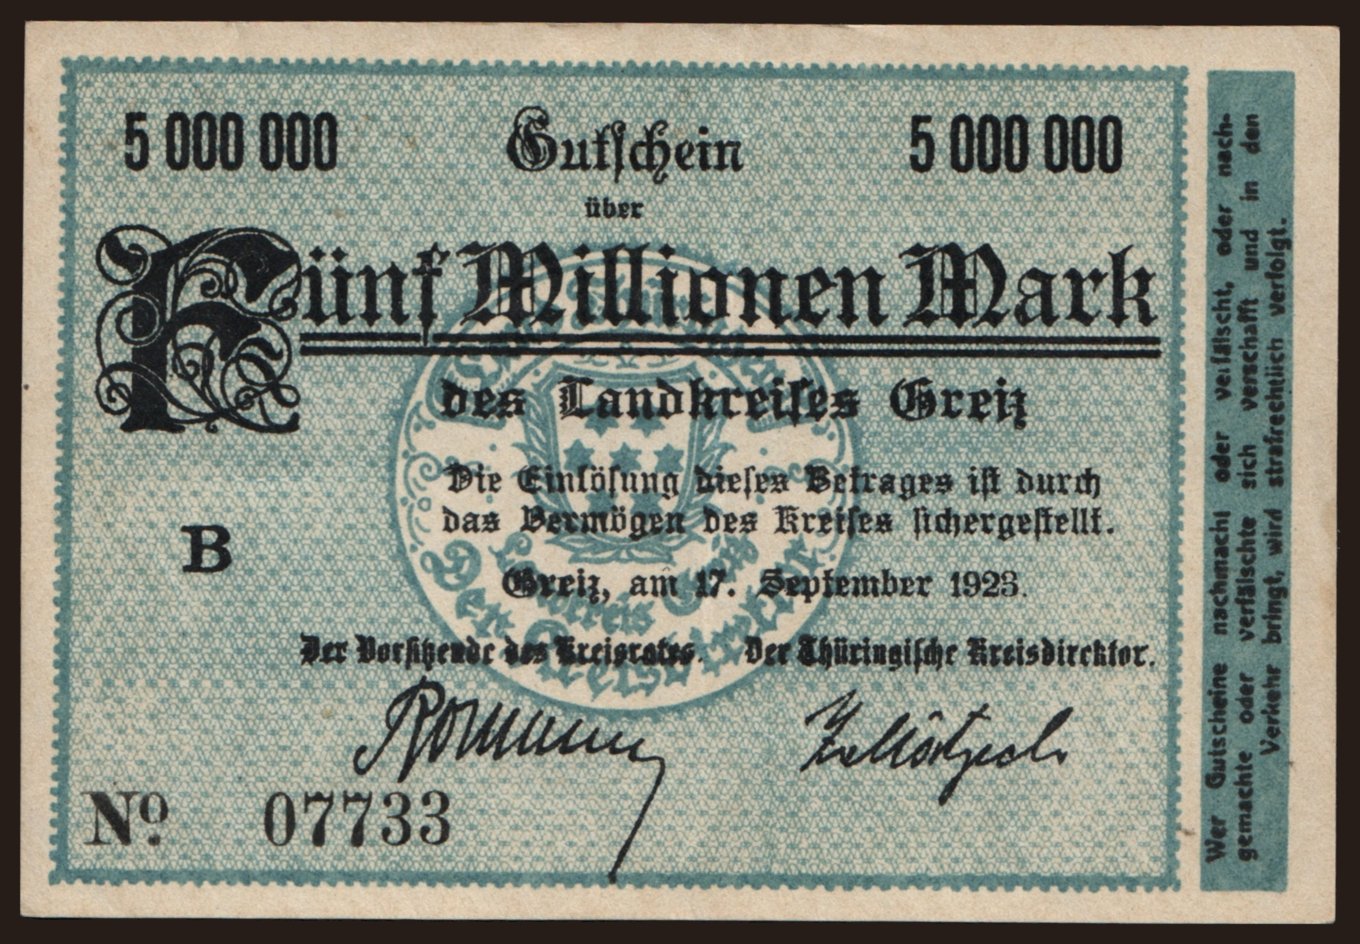 5 000 000 Gutschein 5 000 000
über
Fünf Millionen Mark
des Landkreises Greiz
Die Einlösung dieses Betrages ist durch
das Vermögen des Kreises sichergestellt.
B
Greiz, am 17. September 1923.
Der Vorsitzende des Kreisrates. Der Thüringische Kreisdirektor.
No 07733
Wer Gutscheine nachmacht oder verfälscht, oder nach-
gemachte oder verfälschte sich verschafft und in den
Verkehr bringt, wird strafrechtlich verfolgt.